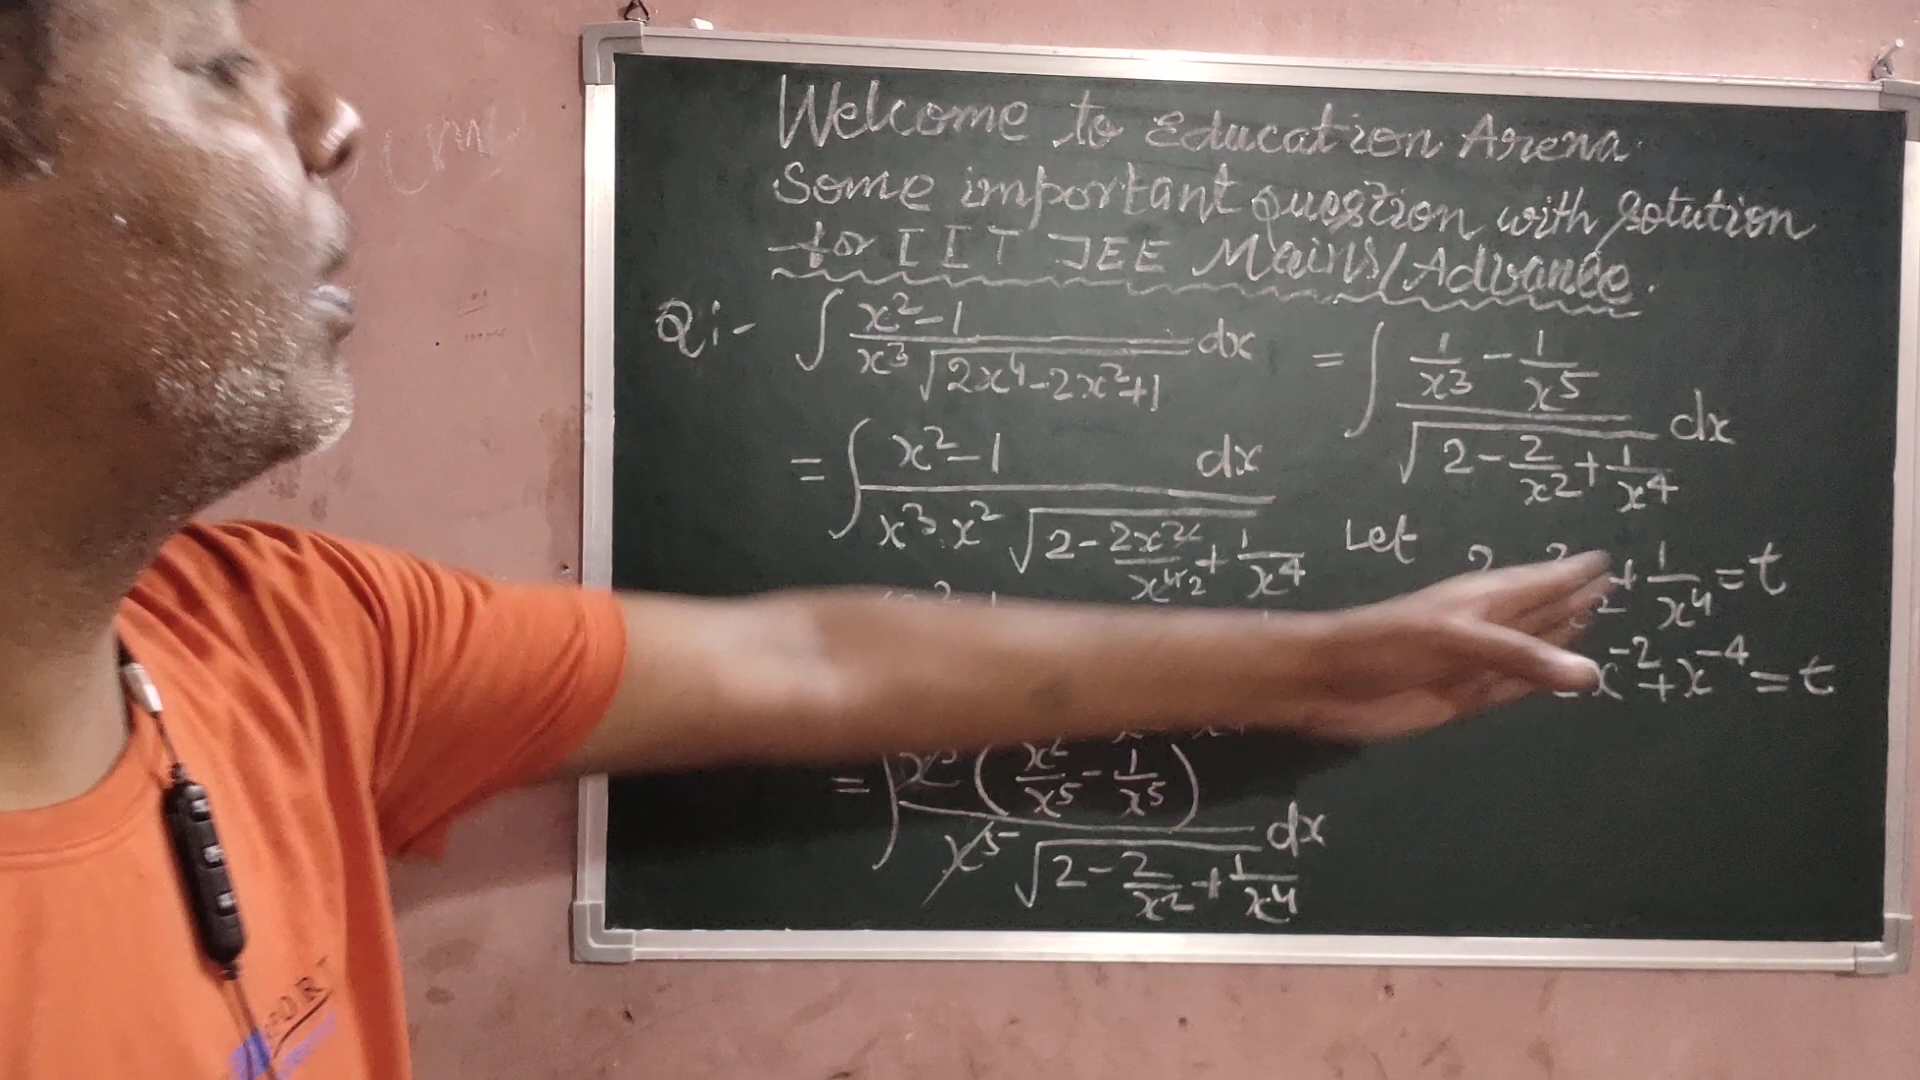 Welcome to Education Arena.
Some important question with solution
for IIT JEE Mains/Advance.
Q:- ∫ x²-1 / x³ √(2x⁴-2x²+1) dx
= ∫ x²-1 dx / x³.x² √(2 - 2x²/x⁴2 + 1/x⁴)
= ∫ x⁵ (x²/x⁵ - 1/x⁵) / x⁵ √(2 - 2/x² + 1/x⁴) dx
= ∫ (1/x³ - 1/x⁵) / √(2 - 2/x² + 1/x⁴) dx
Let + 1/x⁴ = t
x⁻² + x⁻⁴ = t
PORT